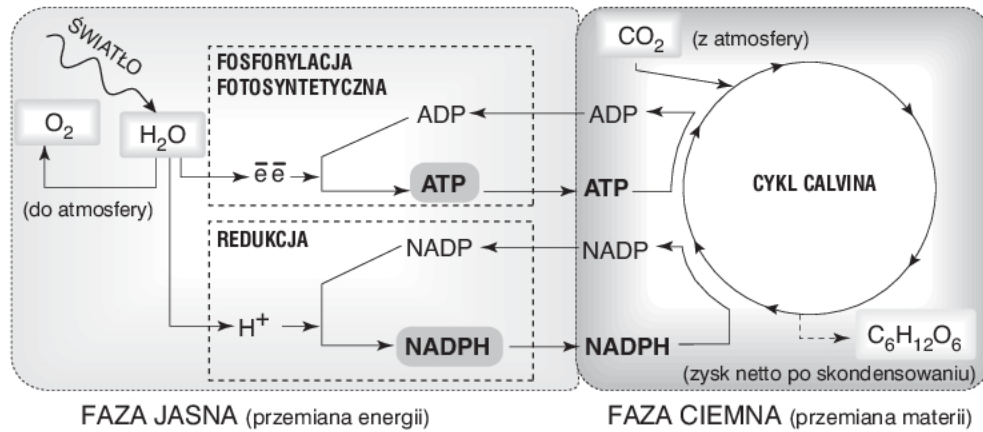 ŚWIATŁO
O2
H2O
(do atmosfery)
FOSFORYLACJA
FOTOSYNTETYCZNA
ADP
e e
ATP
REDUKCJA
NADP
H+
NADPH
FAZA JASNA (przemiana energii)
CO2 (z atmosfery)
ADP
ATP
CYKL CALVINA
NADP
NADPH
C6H12O6
(zysk netto po skondensowaniu)
FAZA CIEMNA (przemiana materii)